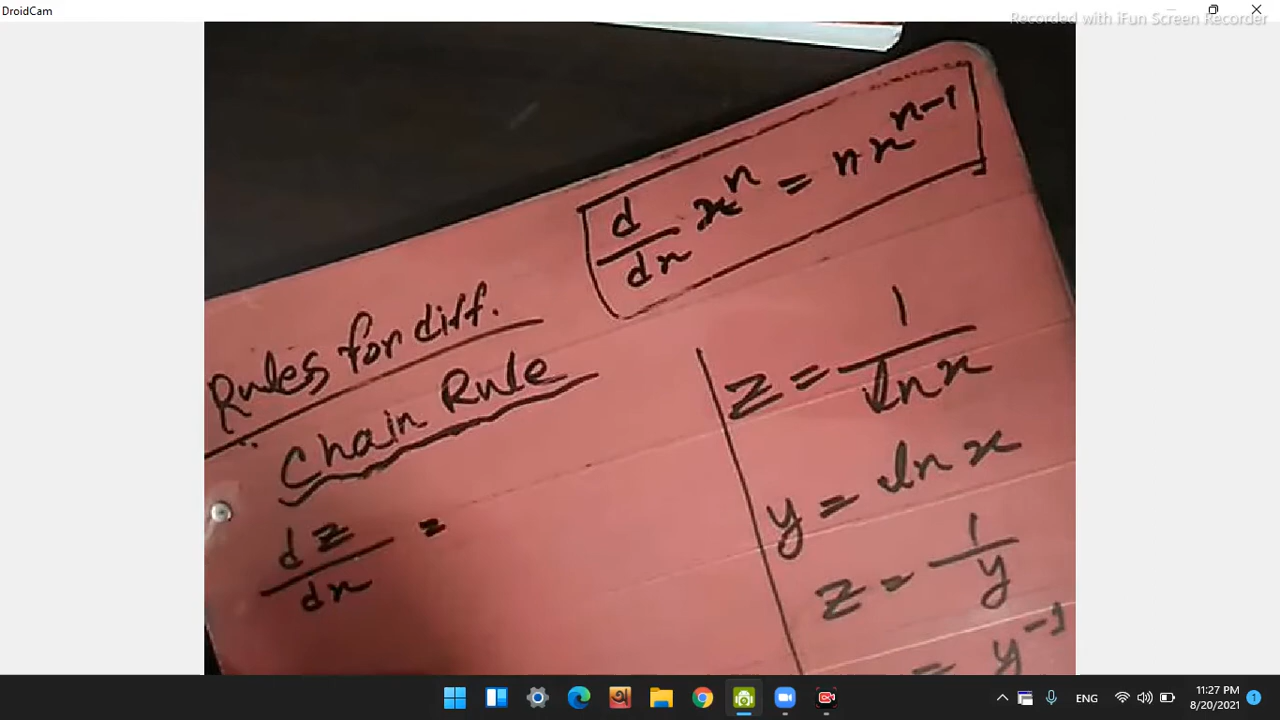 DroidCam
Recorded with iFun Screen Recorder
d/dx x^n = n x^(n-1)
Rules for diff.
Chain Rule
dz/dx =
z = 1/ln x
y = ln x
z = 1/y
= y^-1
ENG
11:27 PM
8/20/2021
1